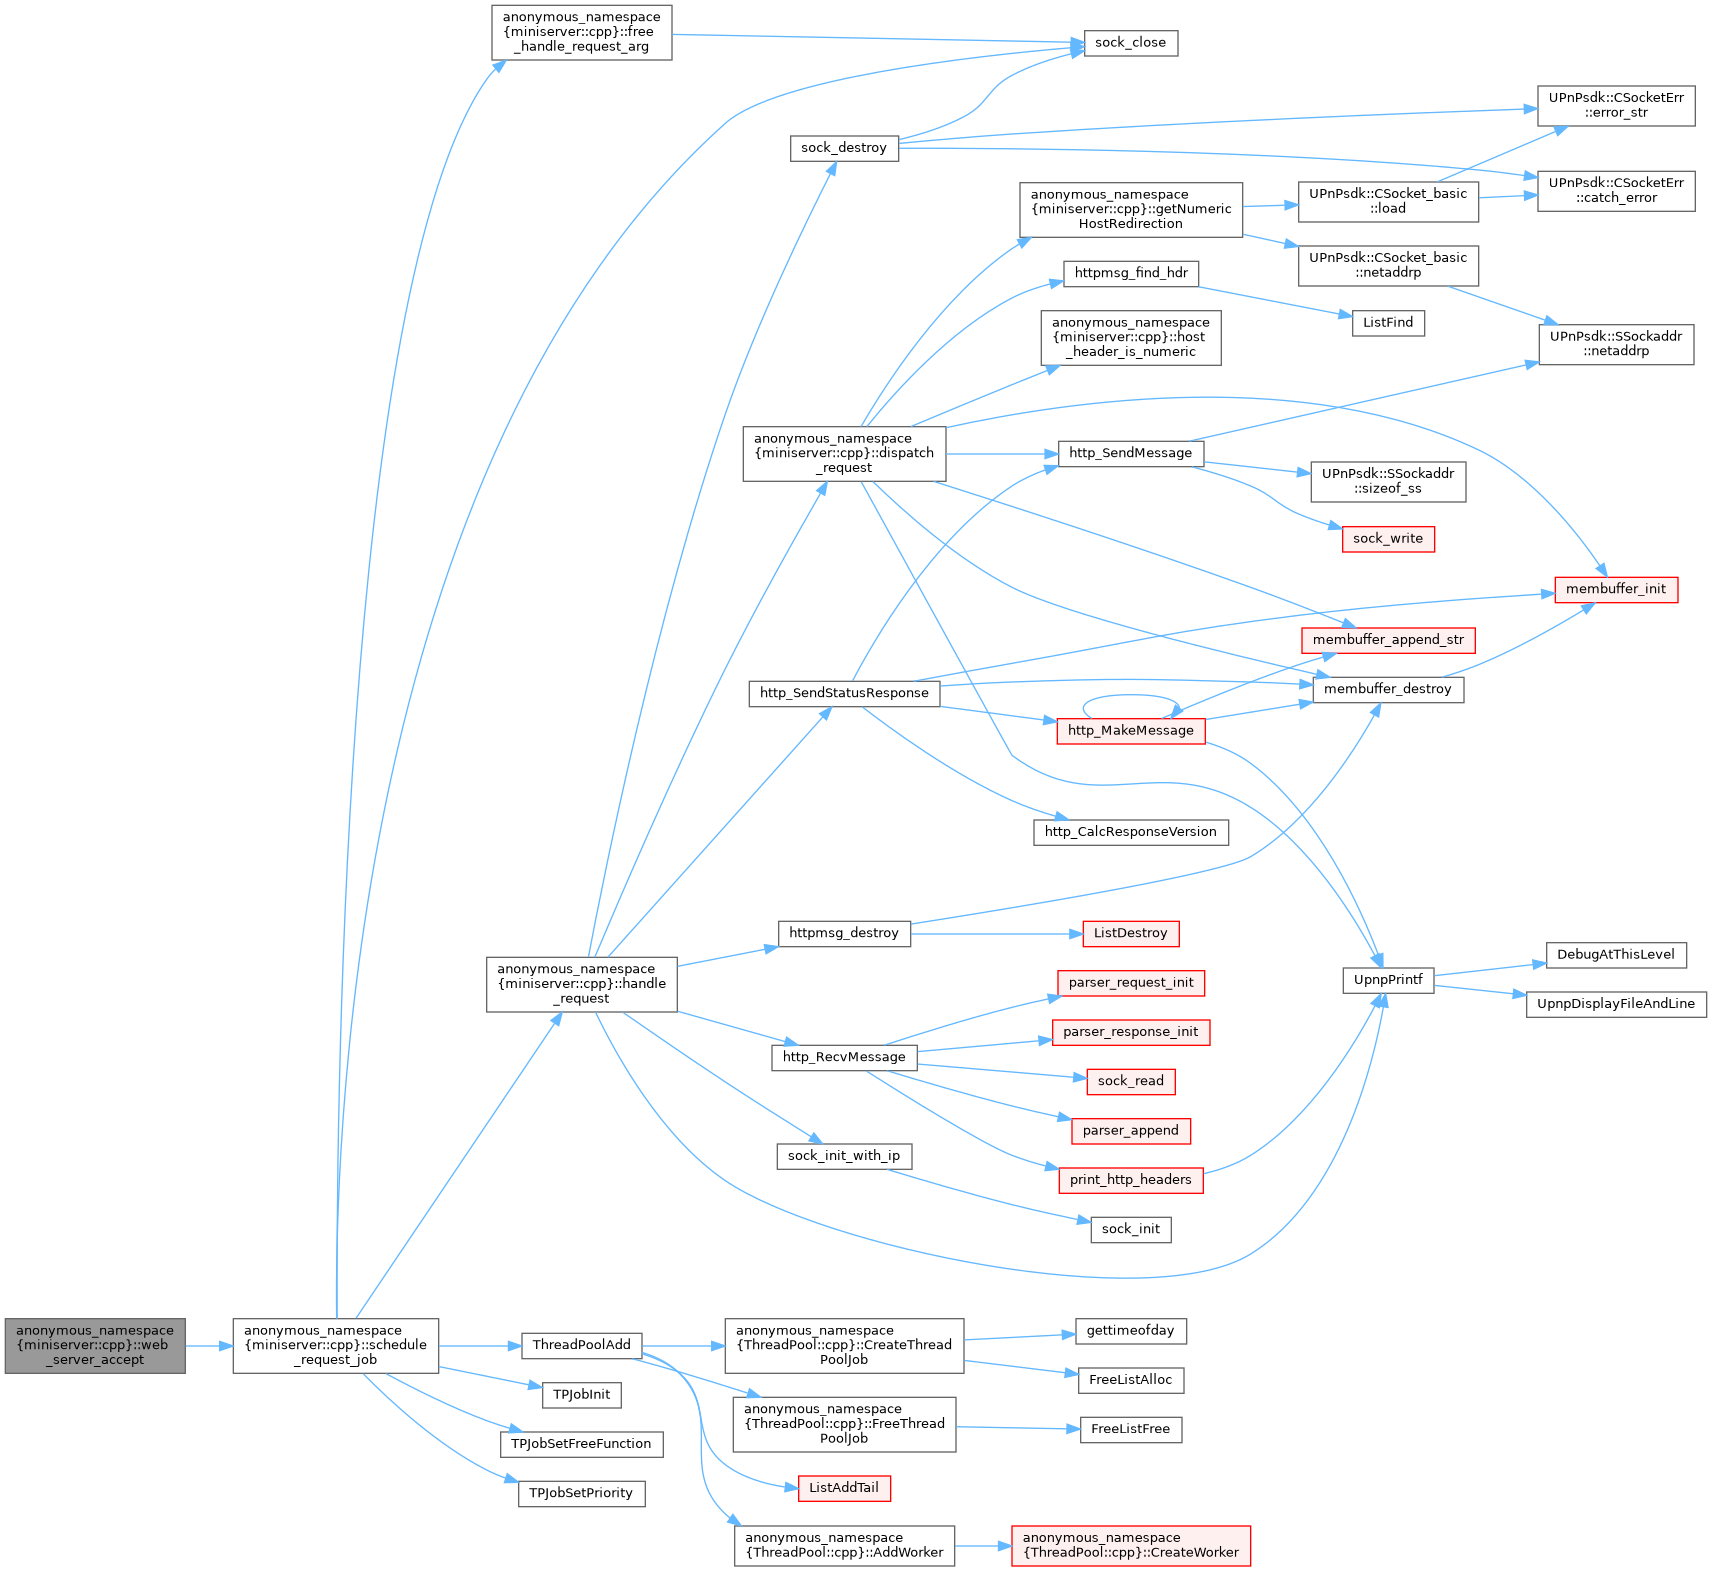 anonymous_namespace
{miniserver::cpp}::free
_handle_request_arg
sock_close
UPnPsdk::CSocketErr
::error_str
sock_destroy
UPnPsdk::CSocketErr
::catch_error
anonymous_namespace
{miniserver::cpp}::getNumeric
HostRedirection
UPnPsdk::CSocket_basic
::load
UPnPsdk::CSocket_basic
::netaddrp
httpmsg_find_hdr
ListFind
anonymous_namespace
{miniserver::cpp}::host
_header_is_numeric
UPnPsdk::SSockaddr
::netaddrp
anonymous_namespace
{miniserver::cpp}::dispatch
_request
http_SendMessage
UPnPsdk::SSockaddr
::sizeof_ss
sock_write
membuffer_init
membuffer_append_str
http_SendStatusResponse
membuffer_destroy
http_MakeMessage
http_CalcResponseVersion
httpmsg_destroy
ListDestroy
anonymous_namespace
{miniserver::cpp}::handle
_request
parser_request_init
UpnpPrintf
DebugAtThisLevel
UpnpDisplayFileAndLine
parser_response_init
http_RecvMessage
sock_read
parser_append
sock_init_with_ip
print_http_headers
sock_init
anonymous_namespace
{miniserver::cpp}::web
_server_accept
anonymous_namespace
{miniserver::cpp}::schedule
_request_job
ThreadPoolAdd
anonymous_namespace
{ThreadPool::cpp}::CreateThread
PoolJob
gettimeofday
FreeListAlloc
TPJobInit
anonymous_namespace
{ThreadPool::cpp}::FreeThread
PoolJob
FreeListFree
TPJobSetFreeFunction
ListAddTail
TPJobSetPriority
anonymous_namespace
{ThreadPool::cpp}::AddWorker
anonymous_namespace
{ThreadPool::cpp}::CreateWorker